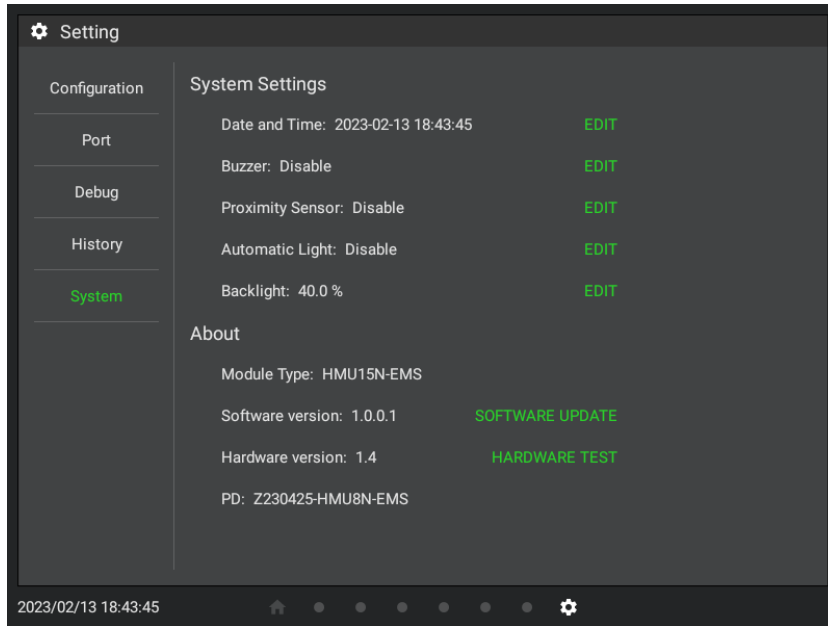 Setting
Configuration
Port
Debug
History
System
System Settings
Date and Time: 2023-02-13 18:43:45 EDIT
Buzzer: Disable EDIT
Proximity Sensor: Disable EDIT
Automatic Light: Disable EDIT
Backlight: 40.0 % EDIT
About
Module Type: HMU15N-EMS
Software version: 1.0.0.1 SOFTWARE UPDATE
Hardware version: 1.4 HARDWARE TEST
PD: Z230425-HMU8N-EMS
2023/02/13 18:43:45